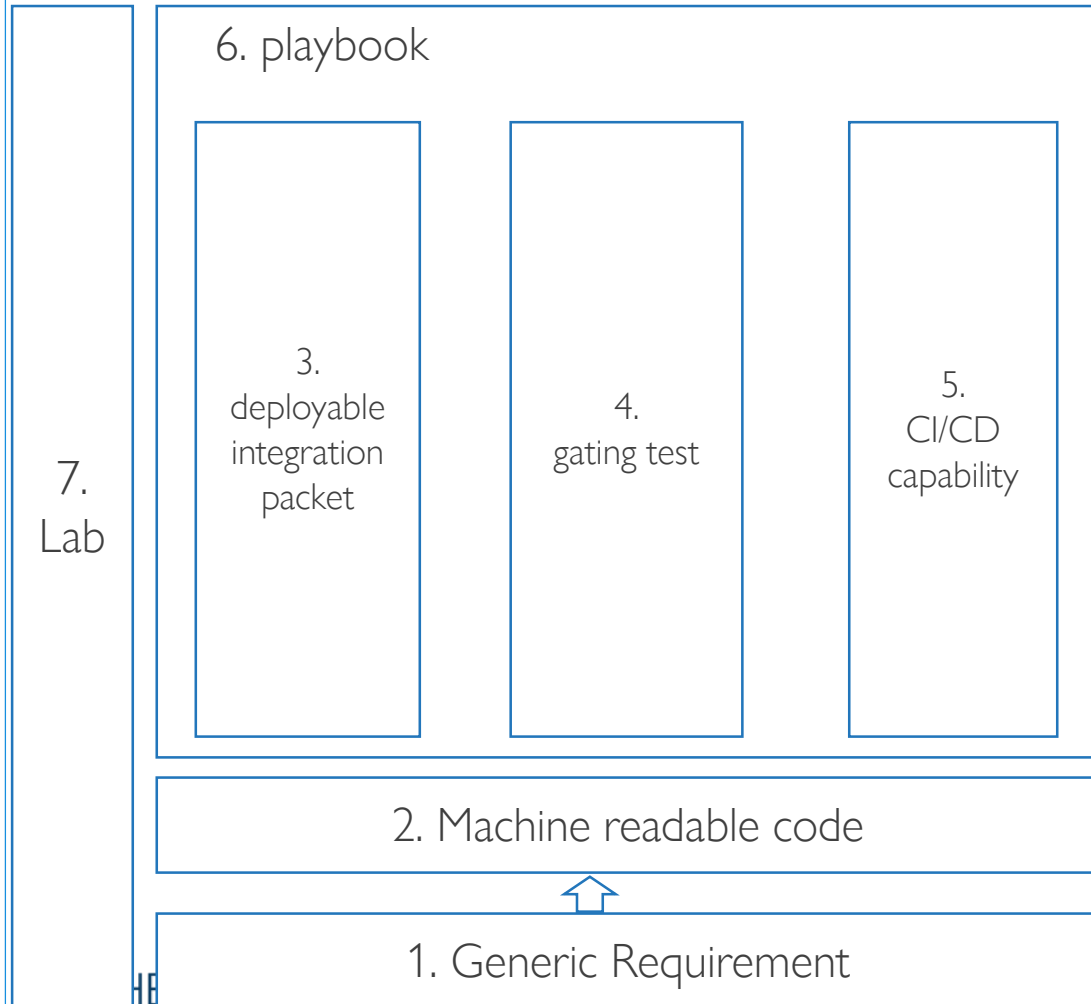 6. playbook
3.
deployable
integration
packet
4.
gating test
5.
CI/CD
capability
7.
Lab
2. Machine readable code
1. Generic Requirement